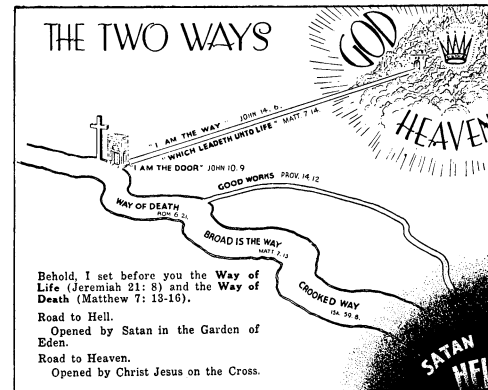 THE TWO WAYS
GOD
HEAVEN
"I AM THE WAY" JOHN 14.6.
"WHICH LEADETH UNTO LIFE" MATT 7 14.
"I AM THE DOOR" JOHN 10.9
GOOD WORKS PROV. 14.12
WAY OF DEATH
ROM 6.21.
BROAD IS THE WAY
MATT 7.13
CROOKED WAY
ISA. 59.8.
Behold, I set before you the Way of
Life (Jeremiah 21: 8) and the Way of
Death (Matthew 7: 13-16).
Road to Hell.
Opened by Satan in the Garden of
Eden.
Road to Heaven.
Opened by Christ Jesus on the Cross.
SATAN
HEL